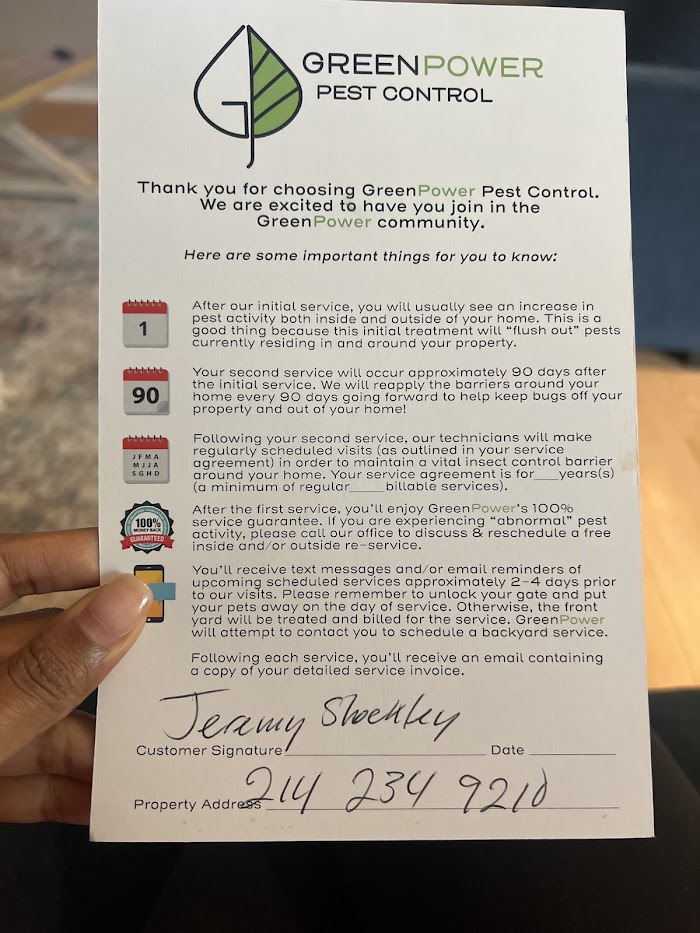 GREENPOWER
PEST CONTROL
Thank you for choosing GreenPower Pest Control.
We are excited to have you join in the
GreenPower community.
Here are some important things for you to know:
1
After our initial service, you will usually see an increase in
pest activity both inside and outside of your home. This is a
good thing because this initial treatment will "flush out" pests
currently residing in and around your property.
90
Your second service will occur approximately 90 days after
the initial service. We will reapply the barriers around your
home every 90 days going forward to help keep bugs off your
property and out of your home!
J F M A
M J J A
S G H D
Following your second service, our technicians will make
regularly scheduled visits (as outlined in your service
agreement) in order to maintain a vital insect control barrier
around your home. Your service agreement is for___years(s)
(a minimum of regular____billable services).
100%
MONEY BACK
GUARANTEED
After the first service, you'll enjoy GreenPower's 100%
service guarantee. If you are experiencing "abnormal" pest
activity, please call our office to discuss & reschedule a free
inside and/or outside re-service.
You'll receive text messages and/or email reminders of
upcoming scheduled services approximately 2-4 days prior
to our visits. Please remember to unlock your gate and put
your pets away on the day of service. Otherwise, the front
yard will be treated and billed for the service. GreenPower
will attempt to contact you to schedule a backyard service.
Following each service, you'll receive an email containing
a copy of your detailed service invoice.
Jeramy Shockley
Customer Signature Date
214 234 9210
Property Address